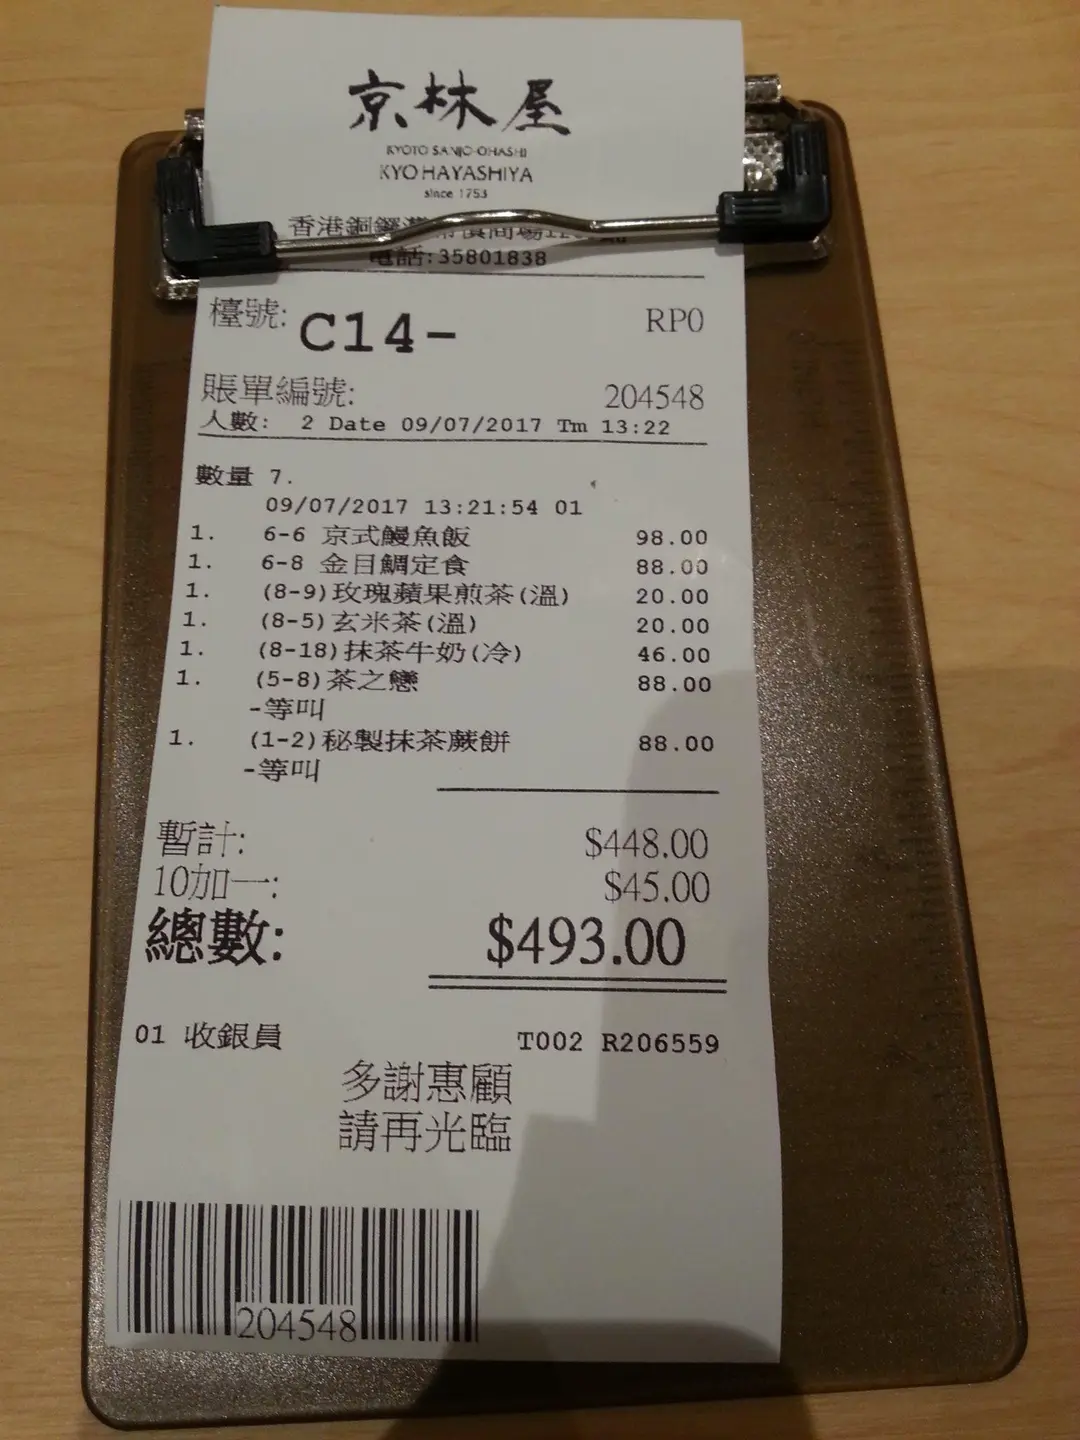 京林屋
KYOTO SANJO-OHASHI
KYO HAYASHIYA
since 1753
香港銅鑼灣
電話:35801838
檯號: C14- RP0
賬單編號: 204548
人數: 2 Date 09/07/2017 Tm 13:22
數量 7.
09/07/2017 13:21:54 01
1. 6-6 京式鰻魚飯 98.00
1. 6-8 金目鯛定食 88.00
1. (8-9)玫瑰蘋果煎茶(溫) 20.00
1. (8-5)玄米茶(溫) 20.00
1. (8-18)抹茶牛奶(冷) 46.00
1. (5-8)茶之戀 88.00
-等叫
1. (1-2)秘製抹茶蕨餅 88.00
-等叫
暫計: $448.00
10加一: $45.00
總數: $493.00
01 收銀員 T002 R206559
多謝惠顧
請再光臨
204548